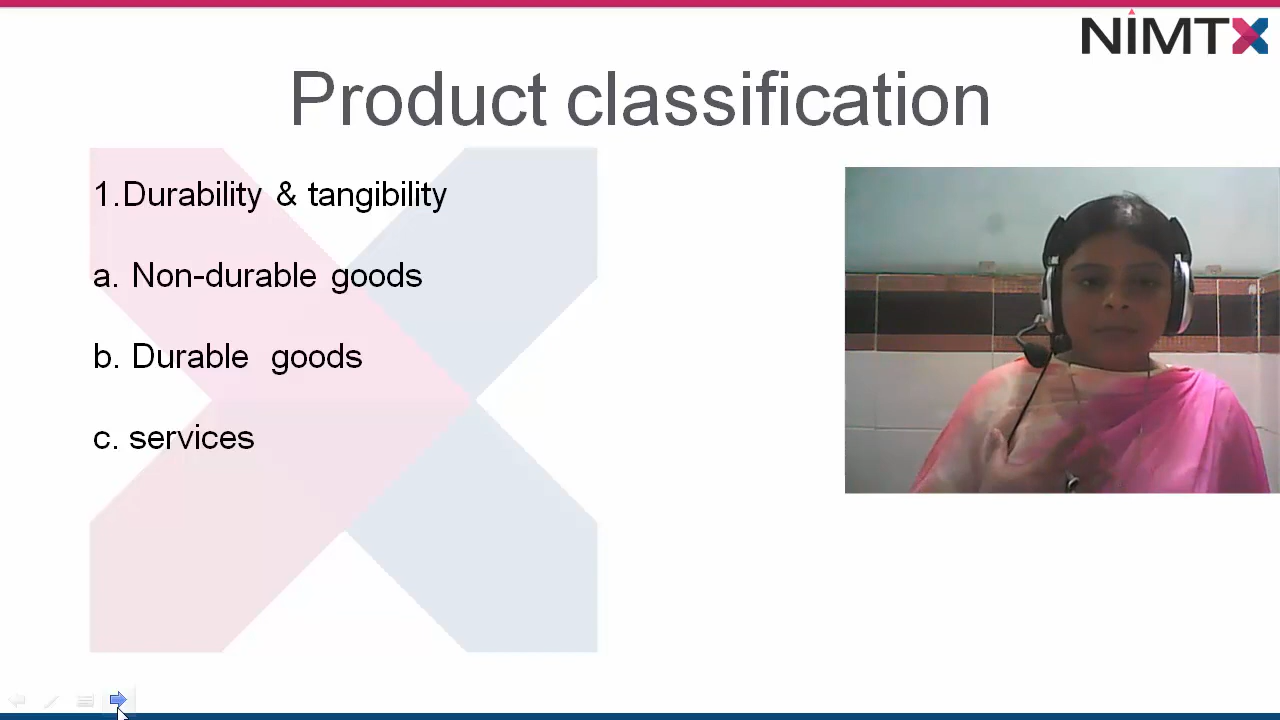 NIMTX
Product classification
1.Durability & tangibility
a. Non-durable goods
b. Durable  goods
c. services